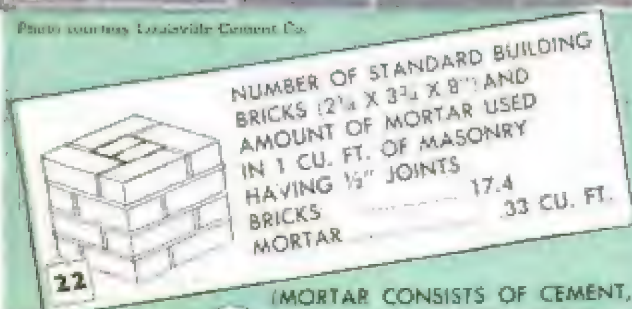 Photo courtesy Louisville Cement Co.
NUMBER OF STANDARD BUILDING
BRICKS (2¼ X 3¾ X 8") AND
AMOUNT OF MORTAR USED
IN 1 CU. FT. OF MASONRY
HAVING ½" JOINTS
BRICKS 17.4
MORTAR .33 CU. FT.
22
(MORTAR CONSISTS OF CEMENT,